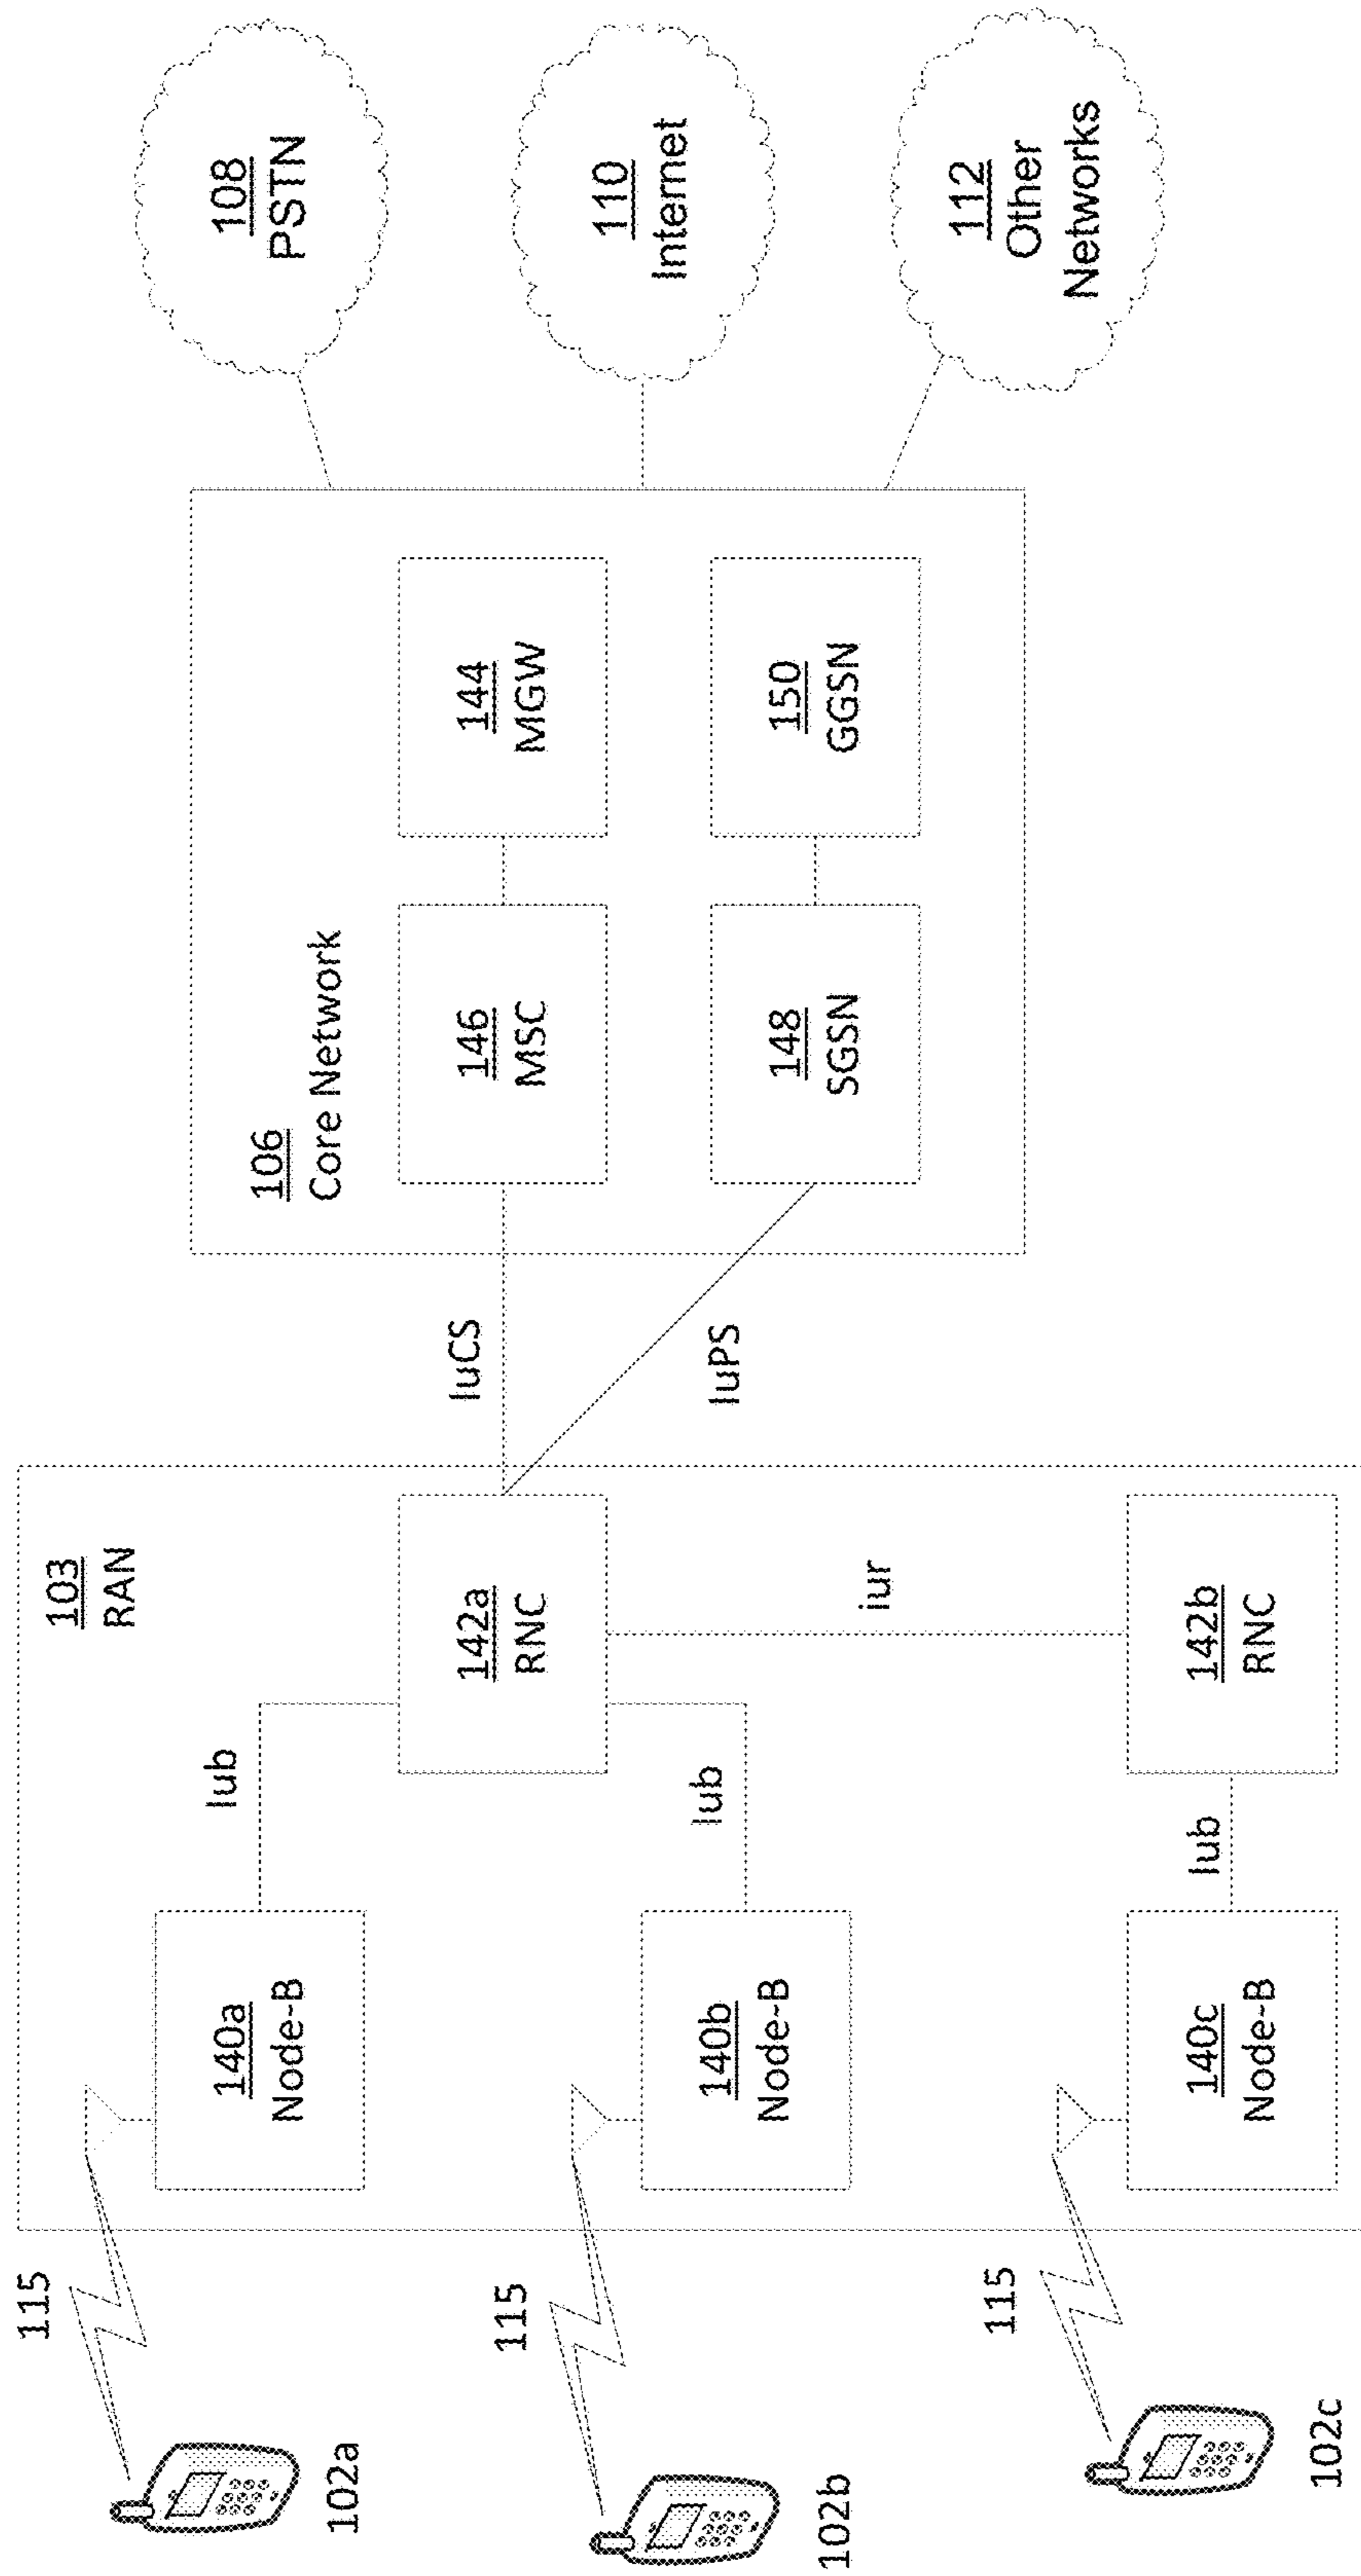 115
102a
115
102b
115
102c
103
RAN
140a
Node-B
140b
Node-B
140c
Node-B
Iub
Iub
Iub
142a
RNC
iur
142b
RNC
IuCS
IuPS
106
Core Network
146
MSC
144
MGW
148
SGSN
150
GGSN
108
PSTN
110
Internet
112
Other
Networks